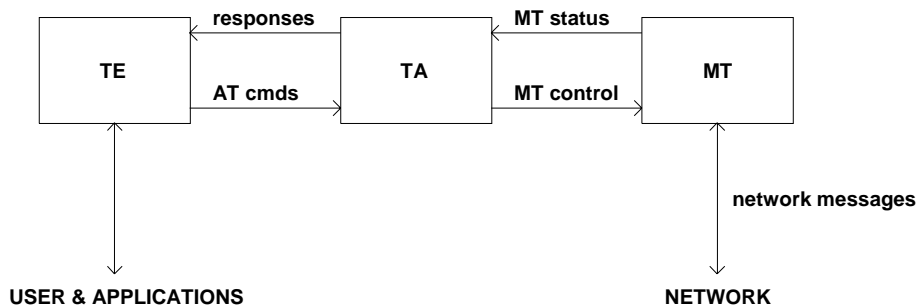 responses
MT status
TE
TA
MT
AT cmds
MT control
network messages
USER & APPLICATIONS
NETWORK